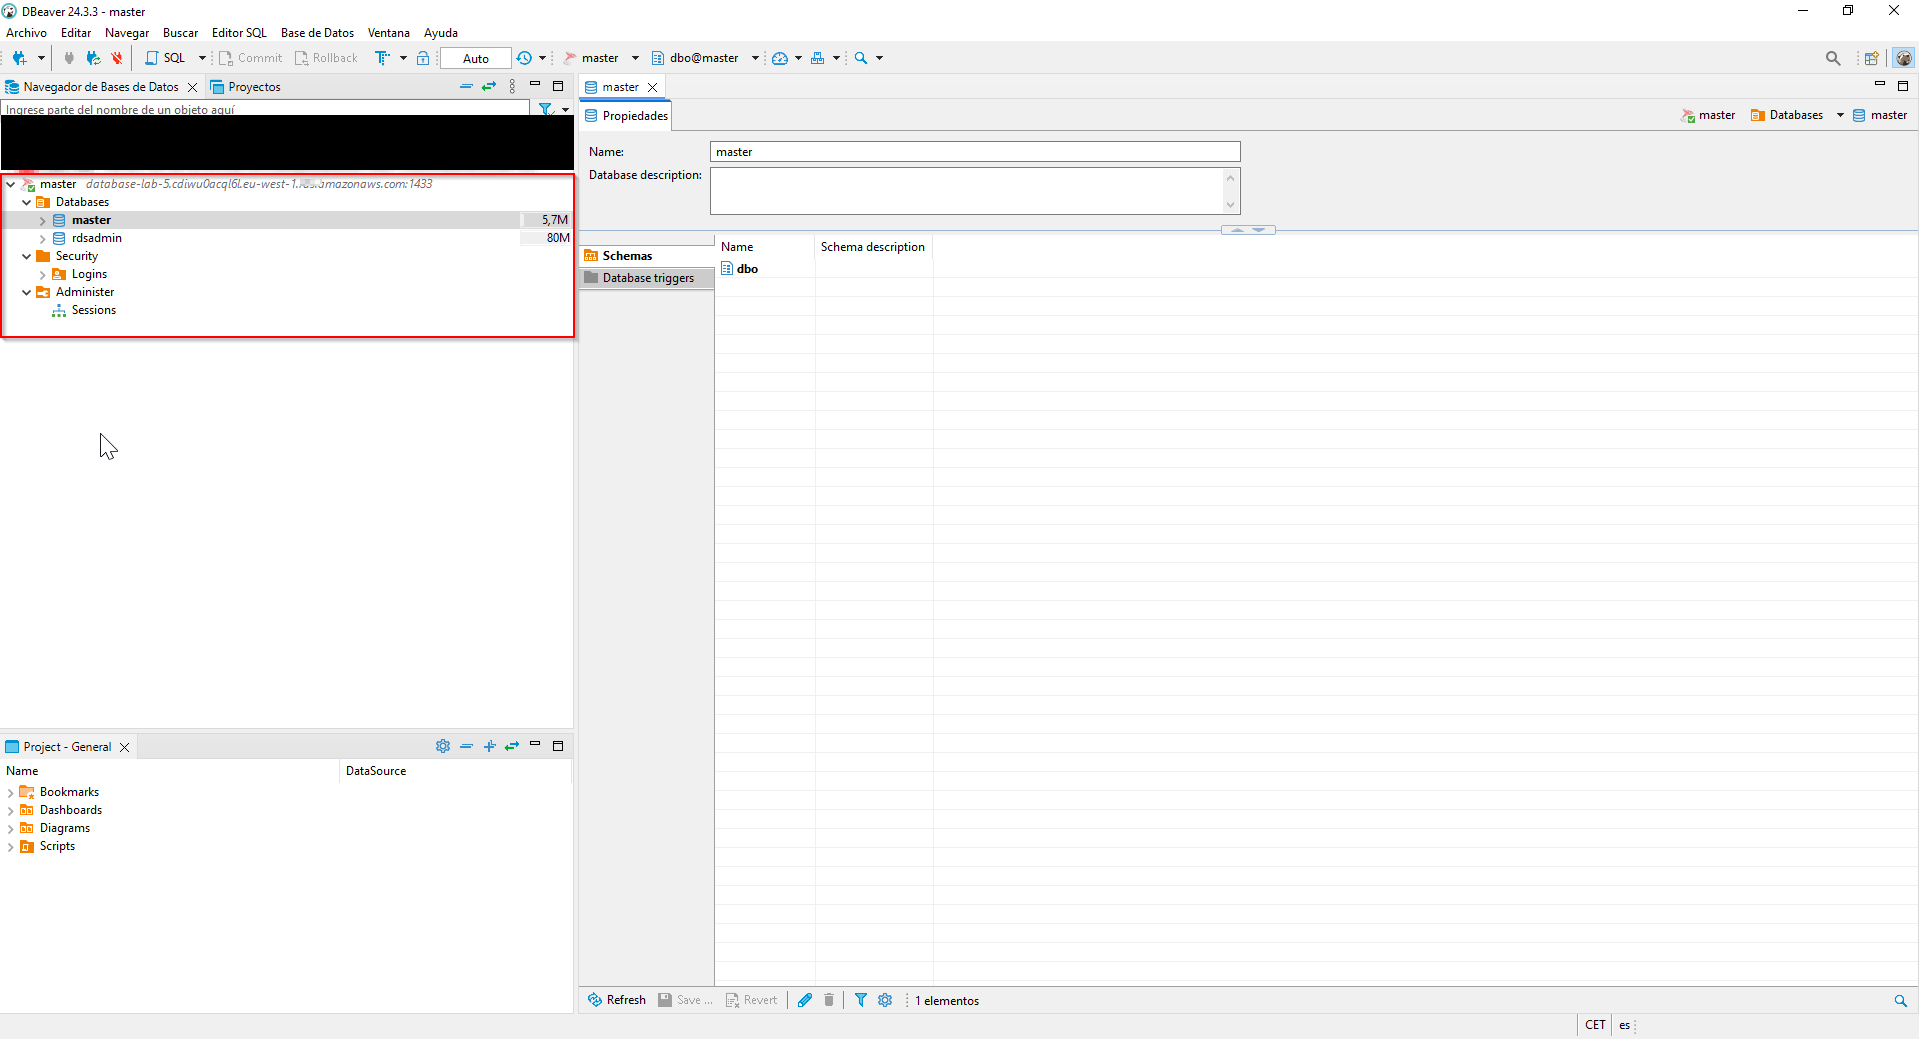 DBeaver 24.3.3 - master
Archivo Editar Navegar Buscar Editor SQL Base de Datos Ventana Ayuda
SQL Commit Rollback Auto master dbo@master
Navegador de Bases de Datos Proyectos
Ingrese parte del nombre de un objeto aquí
master database-lab-5.cdiwu0acql6l.eu-west-1.rds.amazonaws.com:1433
Databases
master 5,7M
rdsadmin 80M
Security
Logins
Administer
Sessions
Project - General
Name DataSource
Bookmarks
Dashboards
Diagrams
Scripts
master
Propiedades master Databases master
Name: master
Database description:
Schemas
Database triggers
Name Schema description
dbo
Refresh Save ... Revert 1 elementos
CET es